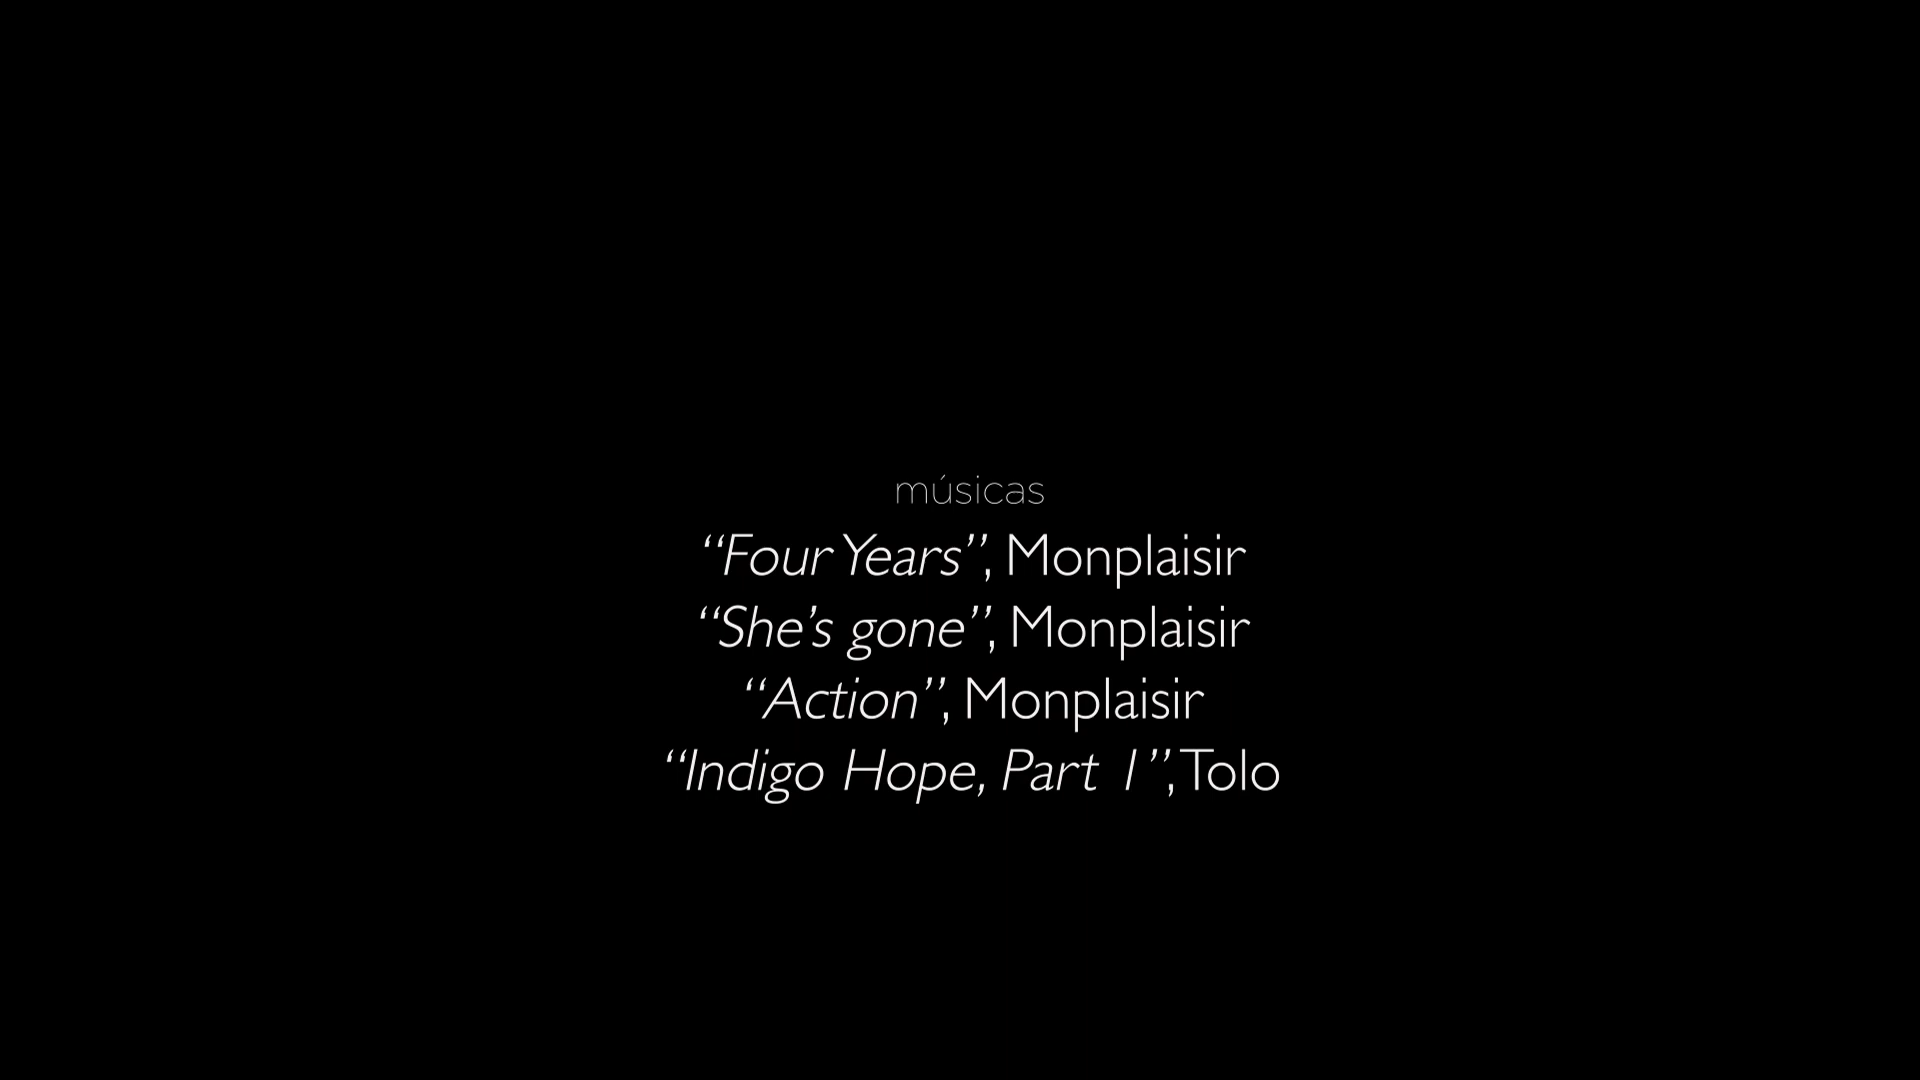 músicas
“Four Years”, Monplaisir
“She’s gone”, Monplaisir
“Action”, Monplaisir
“Indigo Hope, Part 1”, Tolo